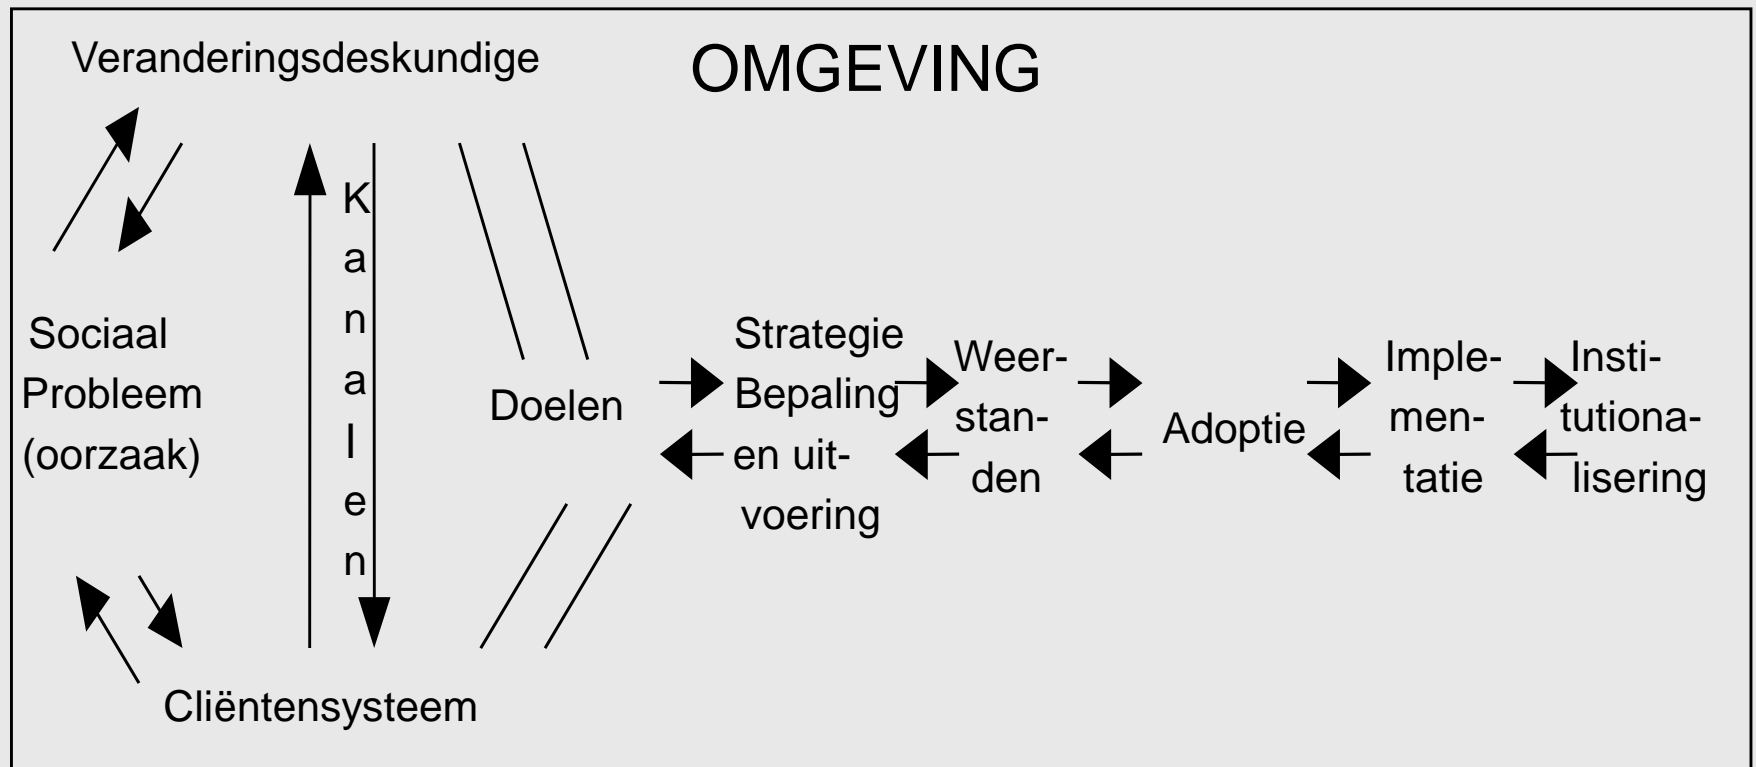 Veranderingsdeskundige
OMGEVING
K
a
n
a
l
e
n
Sociaal
Probleem
(oorzaak)
Doelen
Strategie
Bepaling
en uit-
voering
Weer-
stan-
den
Adoptie
Imple-
men-
tatie
Insti-
tutiona-
lisering
Cliëntensysteem